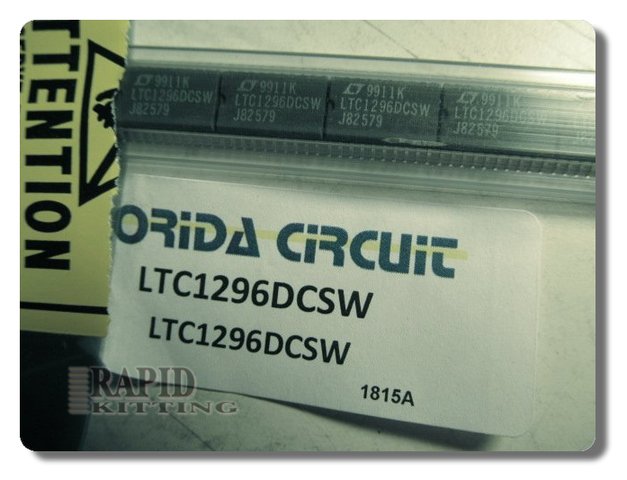 TTENTION
9911K
LTC1296DCSW
J82579
9911K
LTC1296DCSW
J82579
9911K
LTC1296DCSW
J82579
9911K
LTC1296DCSW
J82579
ORIDA CIRCUIT
LTC1296DCSW
LTC1296DCSW
1815A
RAPID
KITTING